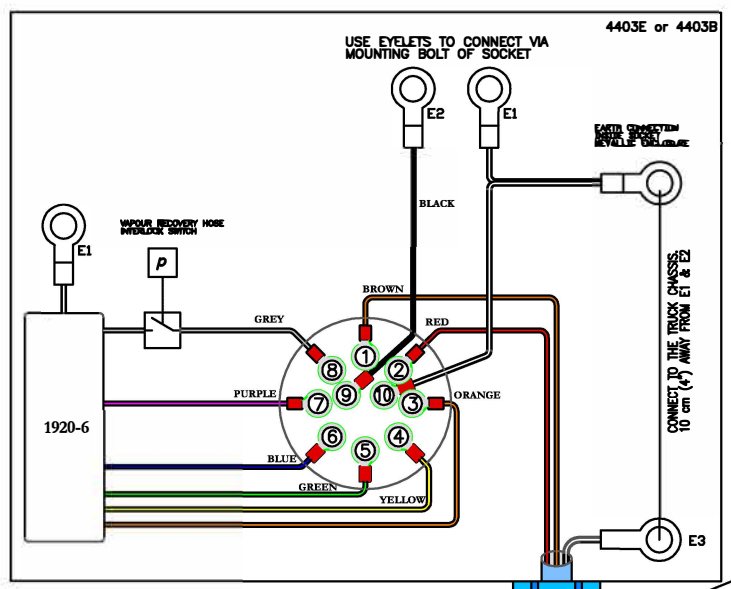 4403E or 4403B
USE EYELETS TO CONNECT VIA
MOUNTING BOLT OF SOCKET
E2
E1
EARTH CONNECTION
INSIDE SOCKET
METALLIC ENCLOSURE
BLACK
VAPOUR RECOVERY HOSE
INTERLOCK SWITCH
E1
p
BROWN
GREY
RED
CONNECT TO THE TRUCK CHASSIS,
10 cm (4") AWAY FROM E1 & E2
1
8
2
PURPLE
7
9
10
3
ORANGE
1920-6
6
4
5
BLUE
GREEN
YELLOW
E3